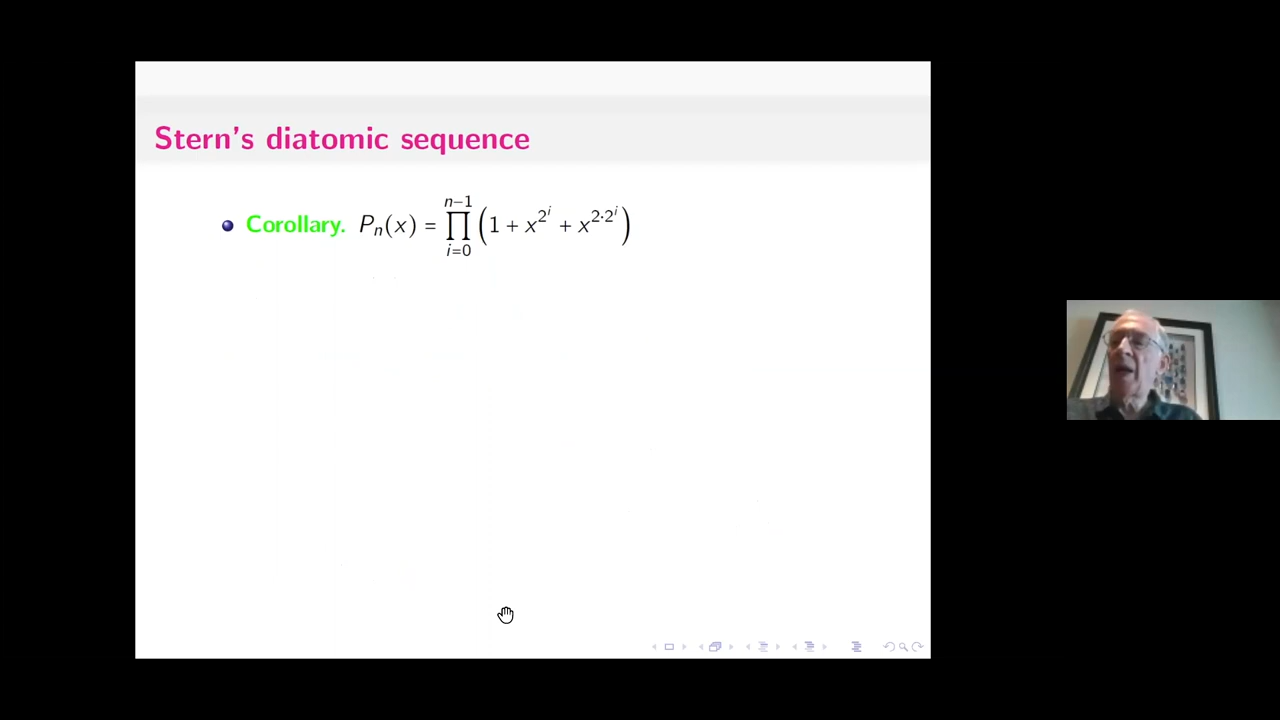 Stern's diatomic sequence
Corollary. $P_n(x) = \prod_{i=0}^{n-1} \left(1 + x^{2^i} + x^{2 \cdot 2^i}\right)$